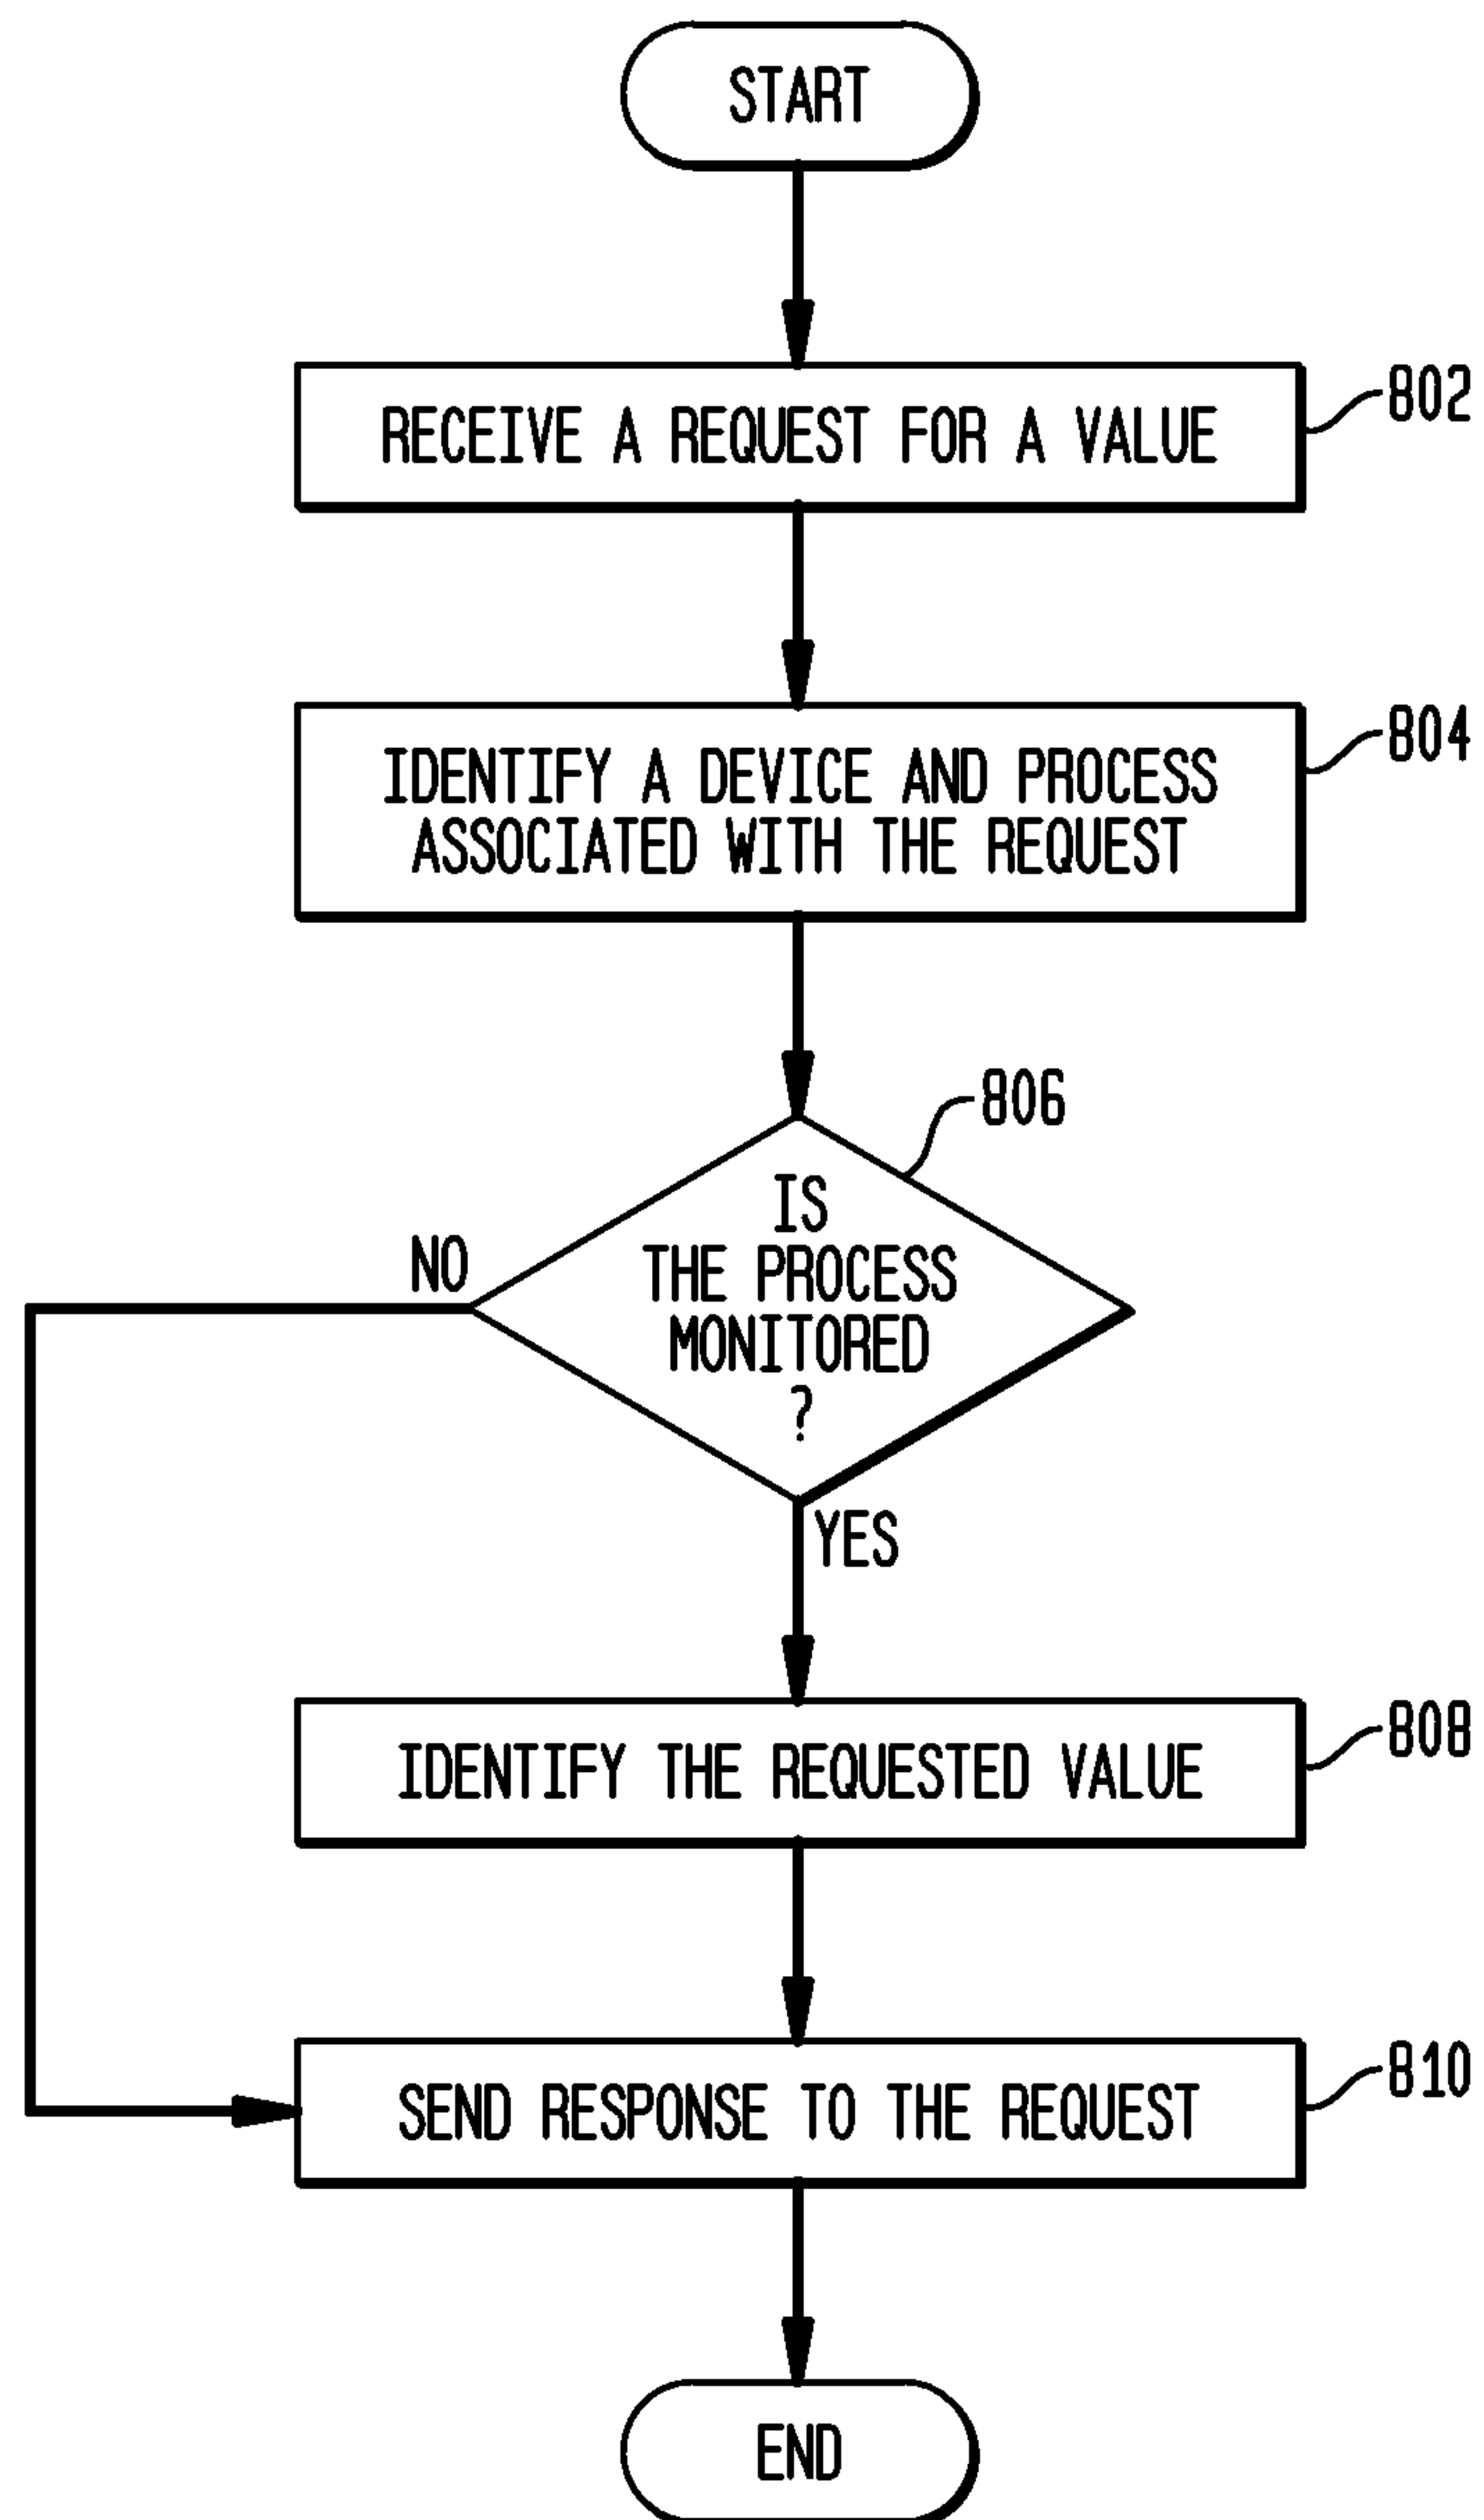 START
RECEIVE A REQUEST FOR A VALUE
802
IDENTIFY A DEVICE AND PROCESS
ASSOCIATED WITH THE REQUEST
804
806
IS
THE PROCESS
MONITORED
?
NO
YES
IDENTIFY THE REQUESTED VALUE
808
SEND RESPONSE TO THE REQUEST
810
END